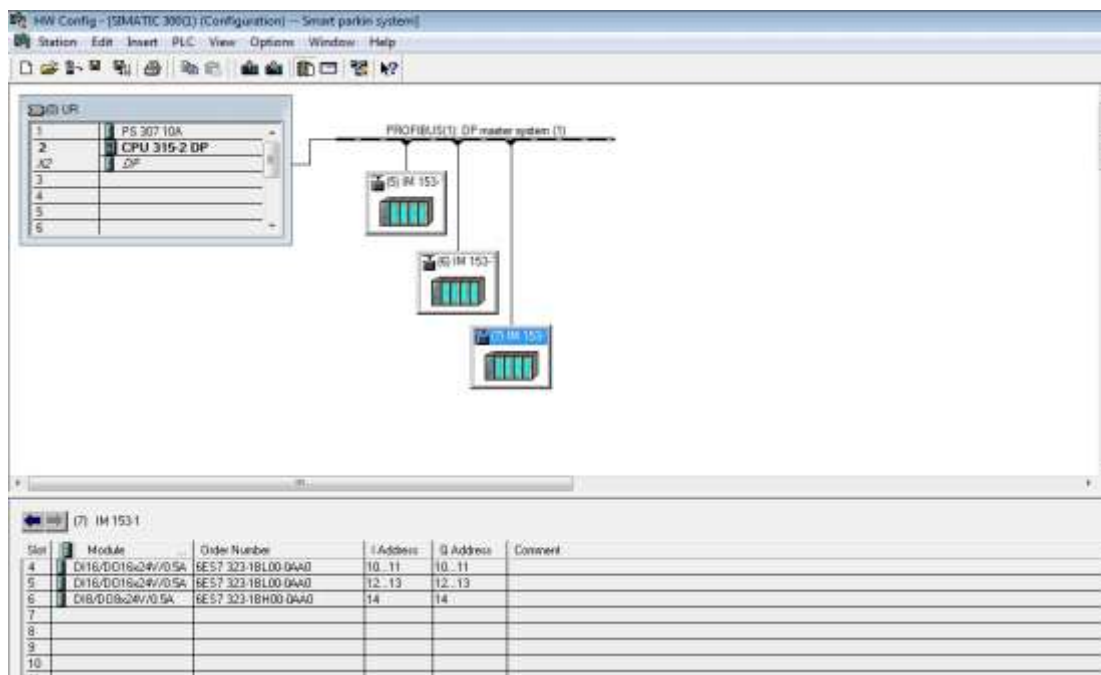 HW Config - [SIMATIC 300(1) (Configuration) -- Smart parkin system]
Station Edit Insert PLC View Options Window Help
(0) UR
1 PS 307 10A
2 CPU 315-2 DP
X2 DP
3
4
5
6
PROFIBUS(1): DP master system (1)
(5) IM 153-
(6) IM 153-1
(7) IM 153-
(7) IM 153-1
Slot Module ... Order Number I Address Q Address Comment
4 DI16/DO16x24V/0.5A 6ES7 323-1BL00-0AA0 10...11 10...11
5 DI16/DO16x24V/0.5A 6ES7 323-1BL00-0AA0 12...13 12...13
6 DI8/DO8x24V/0.5A 6ES7 323-1BH00-0AA0 14 14
7
8
9
10